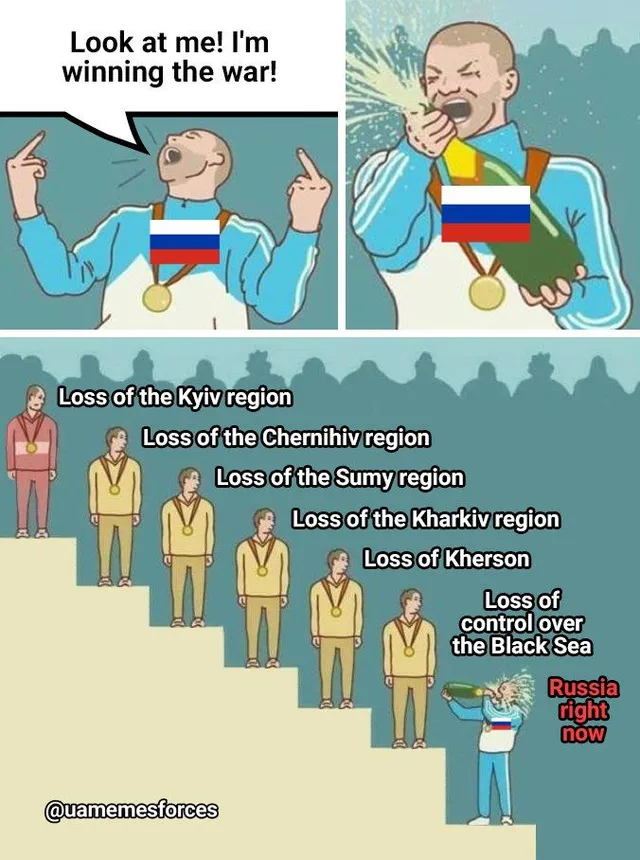 Look at me! I'm
winning the war!
Loss of the Kyiv region
Loss of the Chernihiv region
Loss of the Sumy region
Loss of the Kharkiv region
Loss of Kherson
Loss of
control over
the Black Sea
Russia
right
now
@uamemesforces